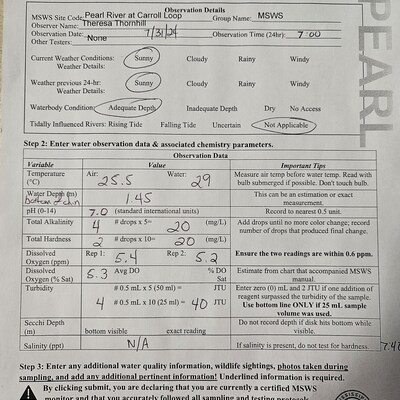 Observation Details
MSWS Site Code: Pearl River at Carroll Loop Group Name: MSWS
Observer Name: Theresa Thornhill
Observation Date: 7/31/24 Observation Time (24hr): 7:00
Other Testers: None
Current Weather Conditions: Sunny Cloudy Rainy Windy
Weather Details:
Weather previous 24-hr: Sunny Cloudy Rainy Windy
Weather Details:
Waterbody Condition: Adequate Depth Inadequate Depth Dry No Access
Tidally Influenced Rivers: Rising Tide Falling Tide Uncertain Not Applicable
PEARL
Step 2: Enter water observation data & associated chemistry parameters.
Observation Data
Variable Value Important Tips
Temperature (°C) Air: 25.5 Water: 29 Measure air temp before water temp. Read with
bulb submerged if possible. Don't touch bulb.
Water Depth (m) 1.45 This can be an estimation or exact
bottom of chin measurement.
pH (0-14) 7.0 (standard international units) Record to nearest 0.5 unit.
Total Alkalinity 4 # drops x 5= 20 (mg/L) Add drops until no more color change; record
number of drops that produced final change.
Total Hardness 2 # drops x 10= 20 (mg/L)
Dissolved Oxygen (ppm) Rep 1: 5.4 Rep 2: 5.2 Ensure the two readings are within 0.6 ppm.
Dissolved Oxygen (% Sat) 5.3 Avg DO % DO Sat Estimate from chart that accompanied manual.
MSWS
Turbidity # 0.5 mL x 5 (50 ml) = JTU Enter zero (0) mL and 2 JTU if one addition of
reagent surpassed the turbidity of the sample.
4 # 0.5 mL x 10 (25 ml) = 40 JTU Use bottom line ONLY if 25 mL sample
volume was used.
Secchi Depth (m) bottom visible exact reading Do not record depth if disk hits bottom while
visible.
Salinity (ppt) N/A If salinity is present, do not test for hardness
Step 3: Enter any additional water quality information, wildlife sightings, photos taken during
sampling, and add any additional pertinent information! Underlined information is required.
By clicking submit, you are declaring that you are currently a certified MSWS
monitor and that you accurately followed all sampling and testing protocols